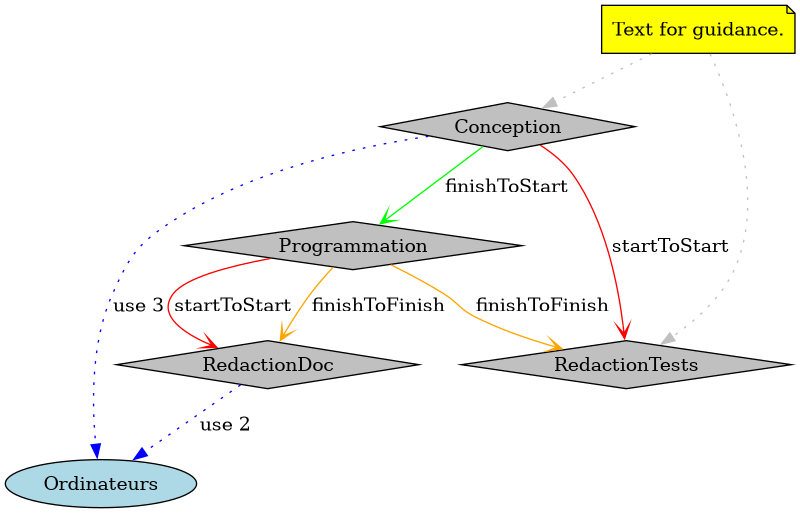 Text for guidance.
Conception
finishToStart
Programmation
startToStart
use 3
startToStart
finishToFinish
finishToFinish
RedactionDoc
RedactionTests
use 2
Ordinateurs